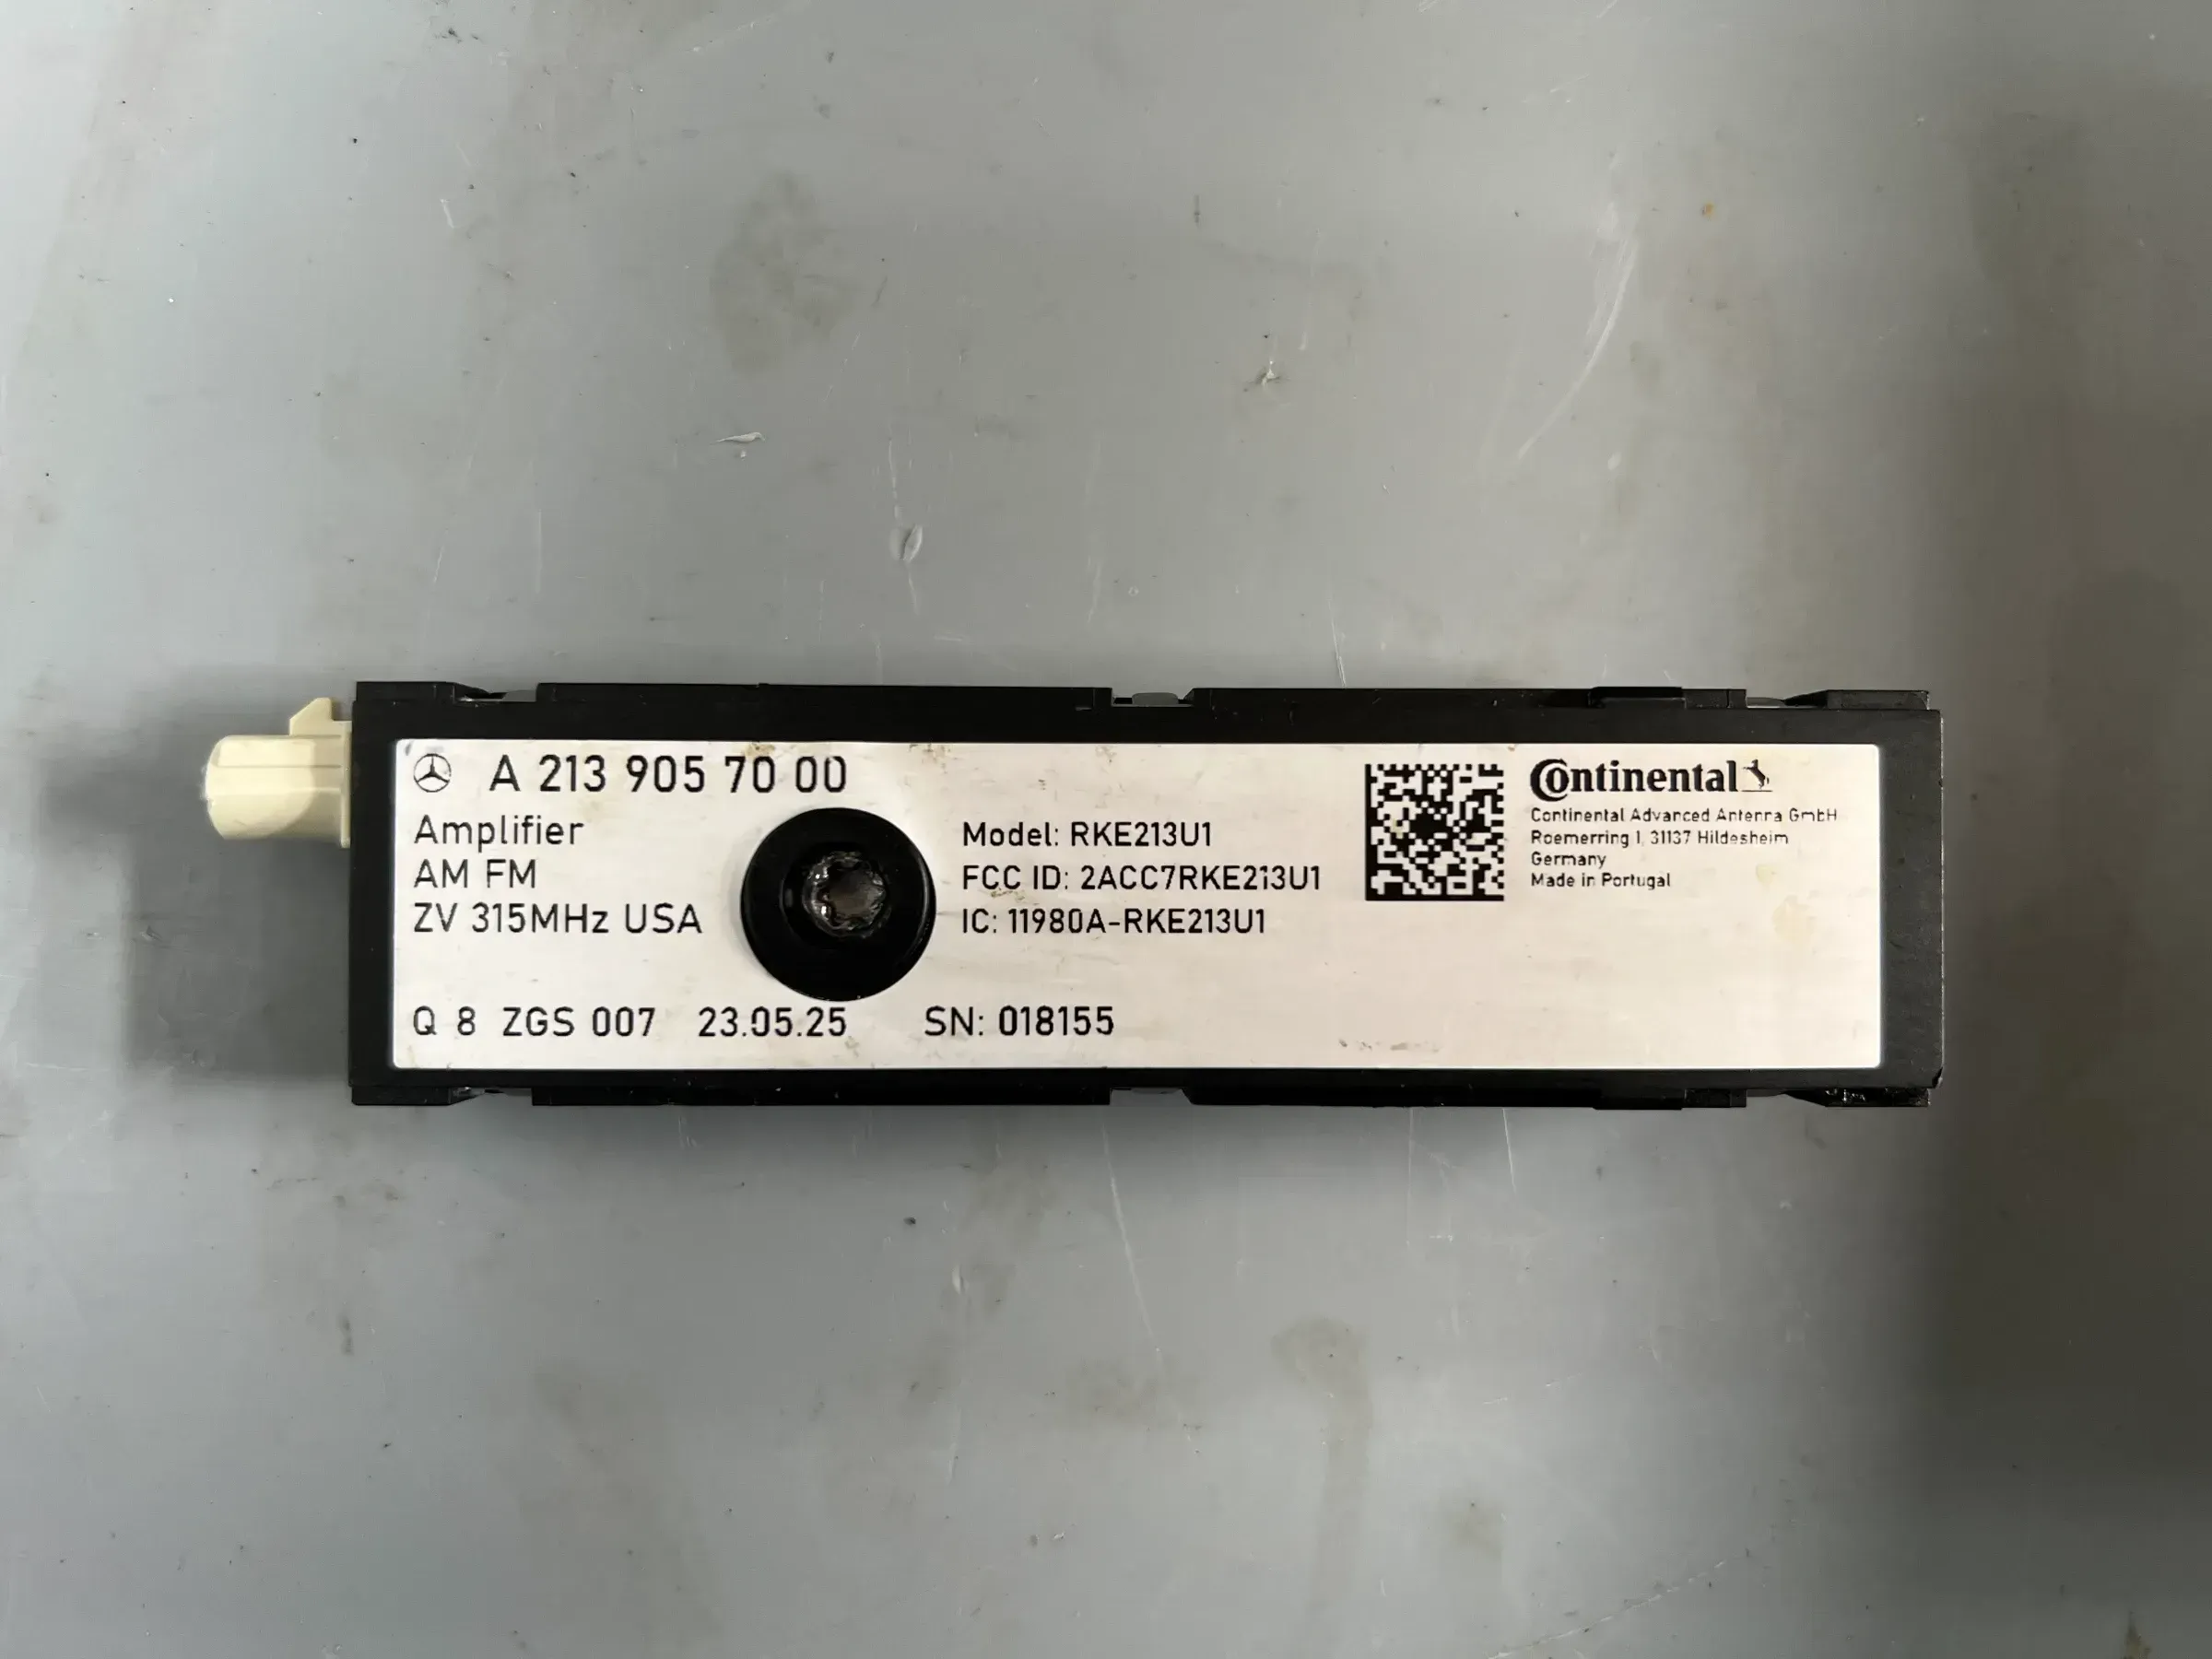 A 213 905 70 00
Amplifier
AM FM
ZV 315MHz USA
Q 8 ZGS 007 23.05.25 SN: 018155
Model: RKE213U1
FCC ID: 2ACC7RKE213U1
IC: 11980A-RKE213U1
Continental
Continental Advanced Antenna GmbH
Roemerring 1, 31137 Hildesheim
Germany
Made in Portugal